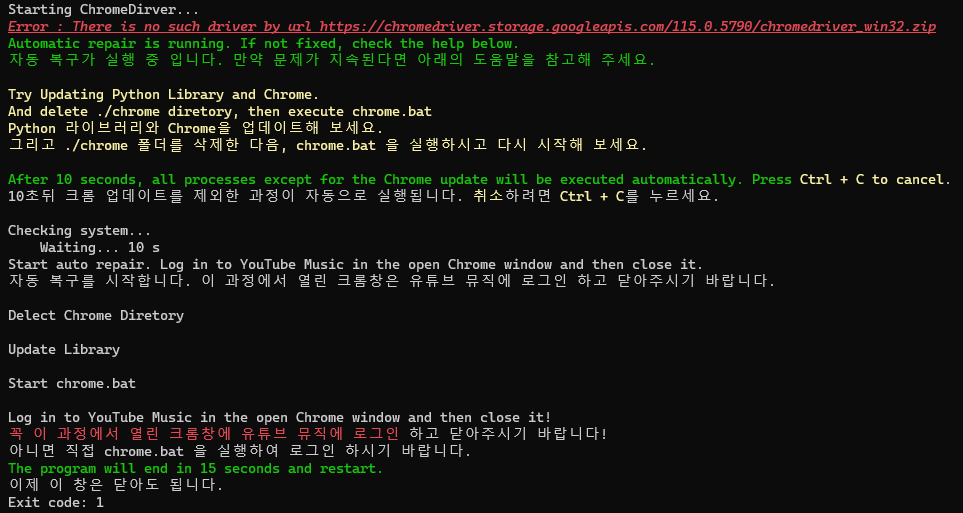 Starting ChromeDirver...
Error : There is no such driver by url https://chromedriver.storage.googleapis.com/115.0.5790/chromedriver_win32.zip
Automatic repair is running. If not fixed, check the help below.
자동 복구가 실행 중 입니다. 만약 문제가 지속된다면 아래의 도움말을 참고해 주세요.
Try Updating Python Library and Chrome.
And delete ./chrome diretory, then execute chrome.bat
Python 라이브러리와 Chrome을 업데이트해 보세요.
그리고 ./chrome 폴더를 삭제한 다음, chrome.bat 을 실행하시고 다시 시작해 보세요.
After 10 seconds, all processes except for the Chrome update will be executed automatically. Press Ctrl + C to cancel.
10초뒤 크롬 업데이트를 제외한 과정이 자동으로 실행됩니다. 취소하려면 Ctrl + C를 누르세요.
Checking system...
Waiting... 10 s
Start auto repair. Log in to YouTube Music in the open Chrome window and then close it.
자동 복구를 시작합니다. 이 과정에서 열린 크롬창은 유튜브 뮤직에 로그인 하고 닫아주시기 바랍니다.
Delect Chrome Diretory
Update Library
Start chrome.bat
Log in to YouTube Music in the open Chrome window and then close it!
꼭 이 과정에서 열린 크롬창에 유튜브 뮤직에 로그인 하고 닫아주시기 바랍니다!
아니면 직접 chrome.bat 을 실행하여 로그인 하시기 바랍니다.
The program will end in 15 seconds and restart.
이제 이 창은 닫아도 됩니다.
Exit code: 1